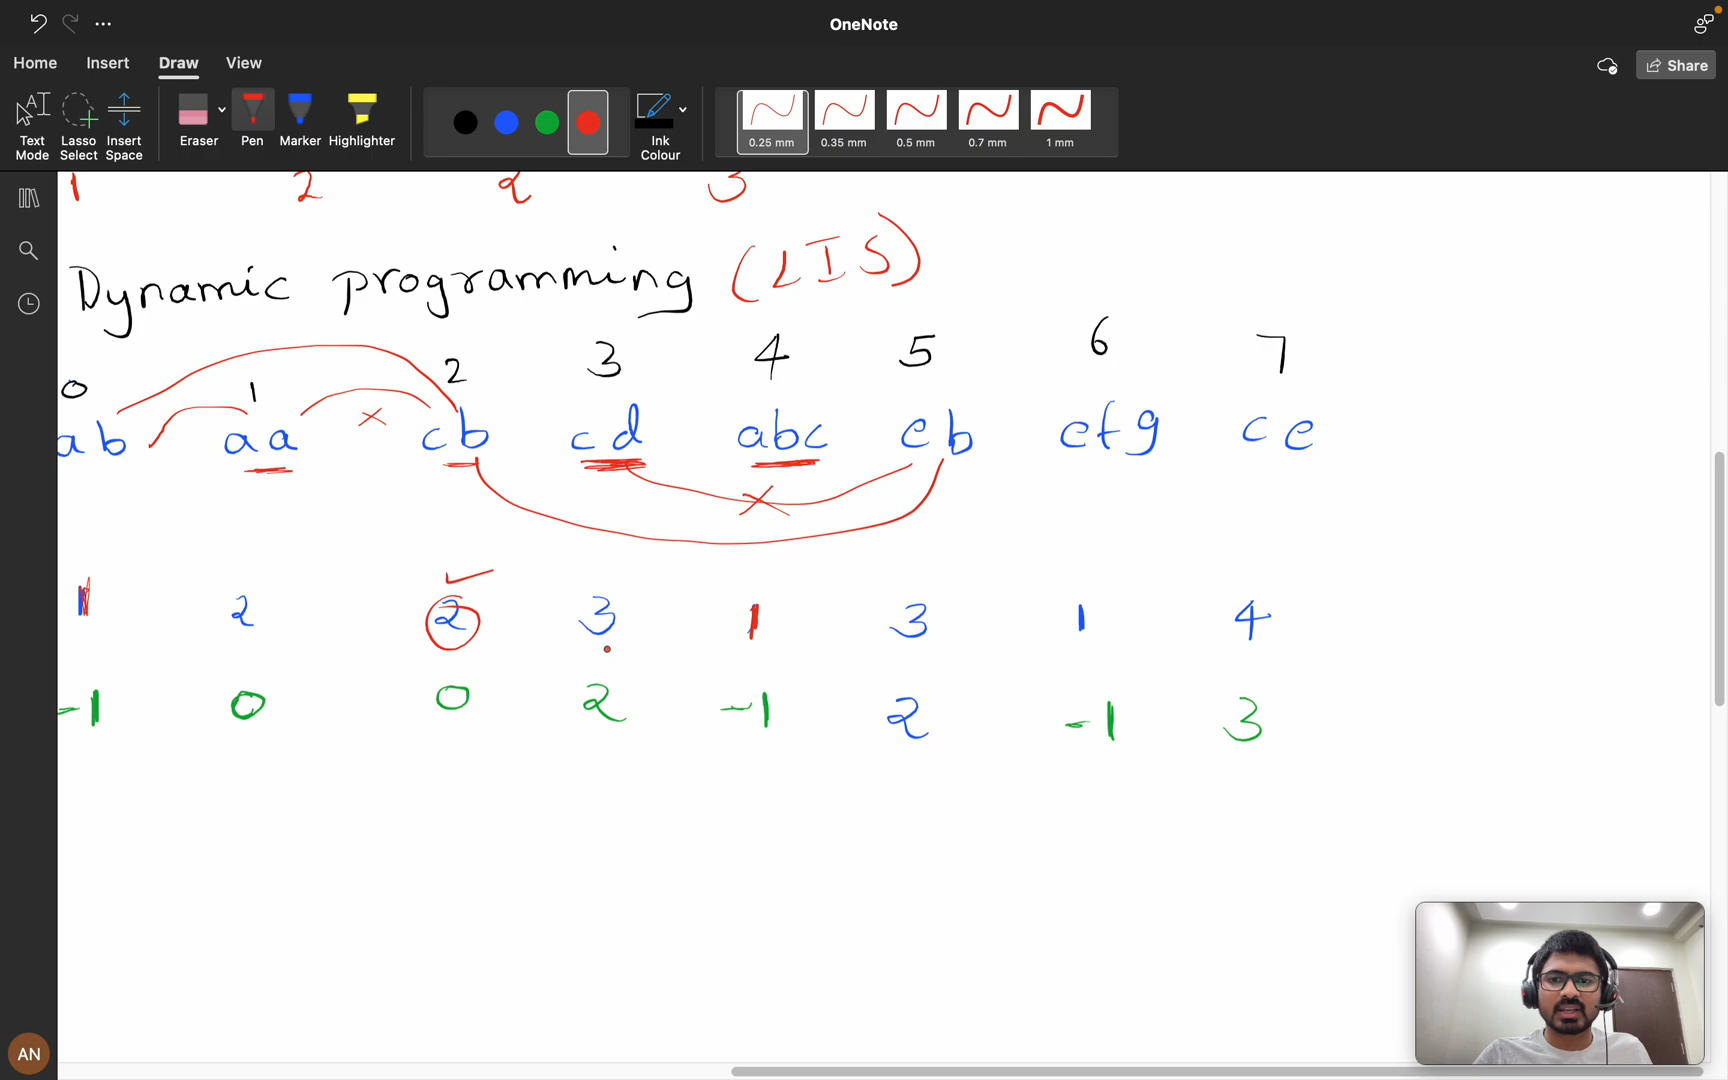 OneNote
Home Insert Draw View Share
Text Mode Lasso Select Insert Space Eraser Pen Marker Highlighter Ink Colour 0.25 mm 0.35 mm 0.5 mm 0.7 mm 1 mm
1 2 2 3
Dynamic programming (LIS)
0 1 2 3 4 5 6 7
ab aa cb cd abc eb efg ce
1 2 2 3 1 3 1 4
-1 0 0 2 -1 2 -1 3
AN